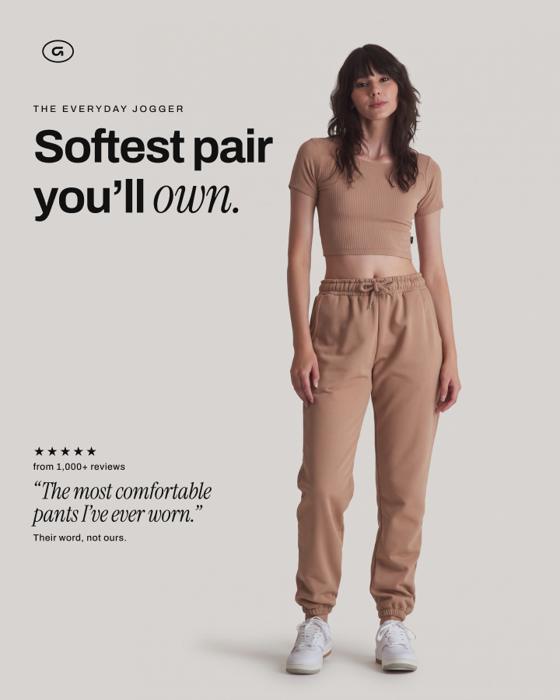 G
THE EVERYDAY JOGGER
Softest pair
you’ll own.
★★★★★
from 1,000+ reviews
“The most comfortable
pants I’ve ever worn.”
Their word, not ours.